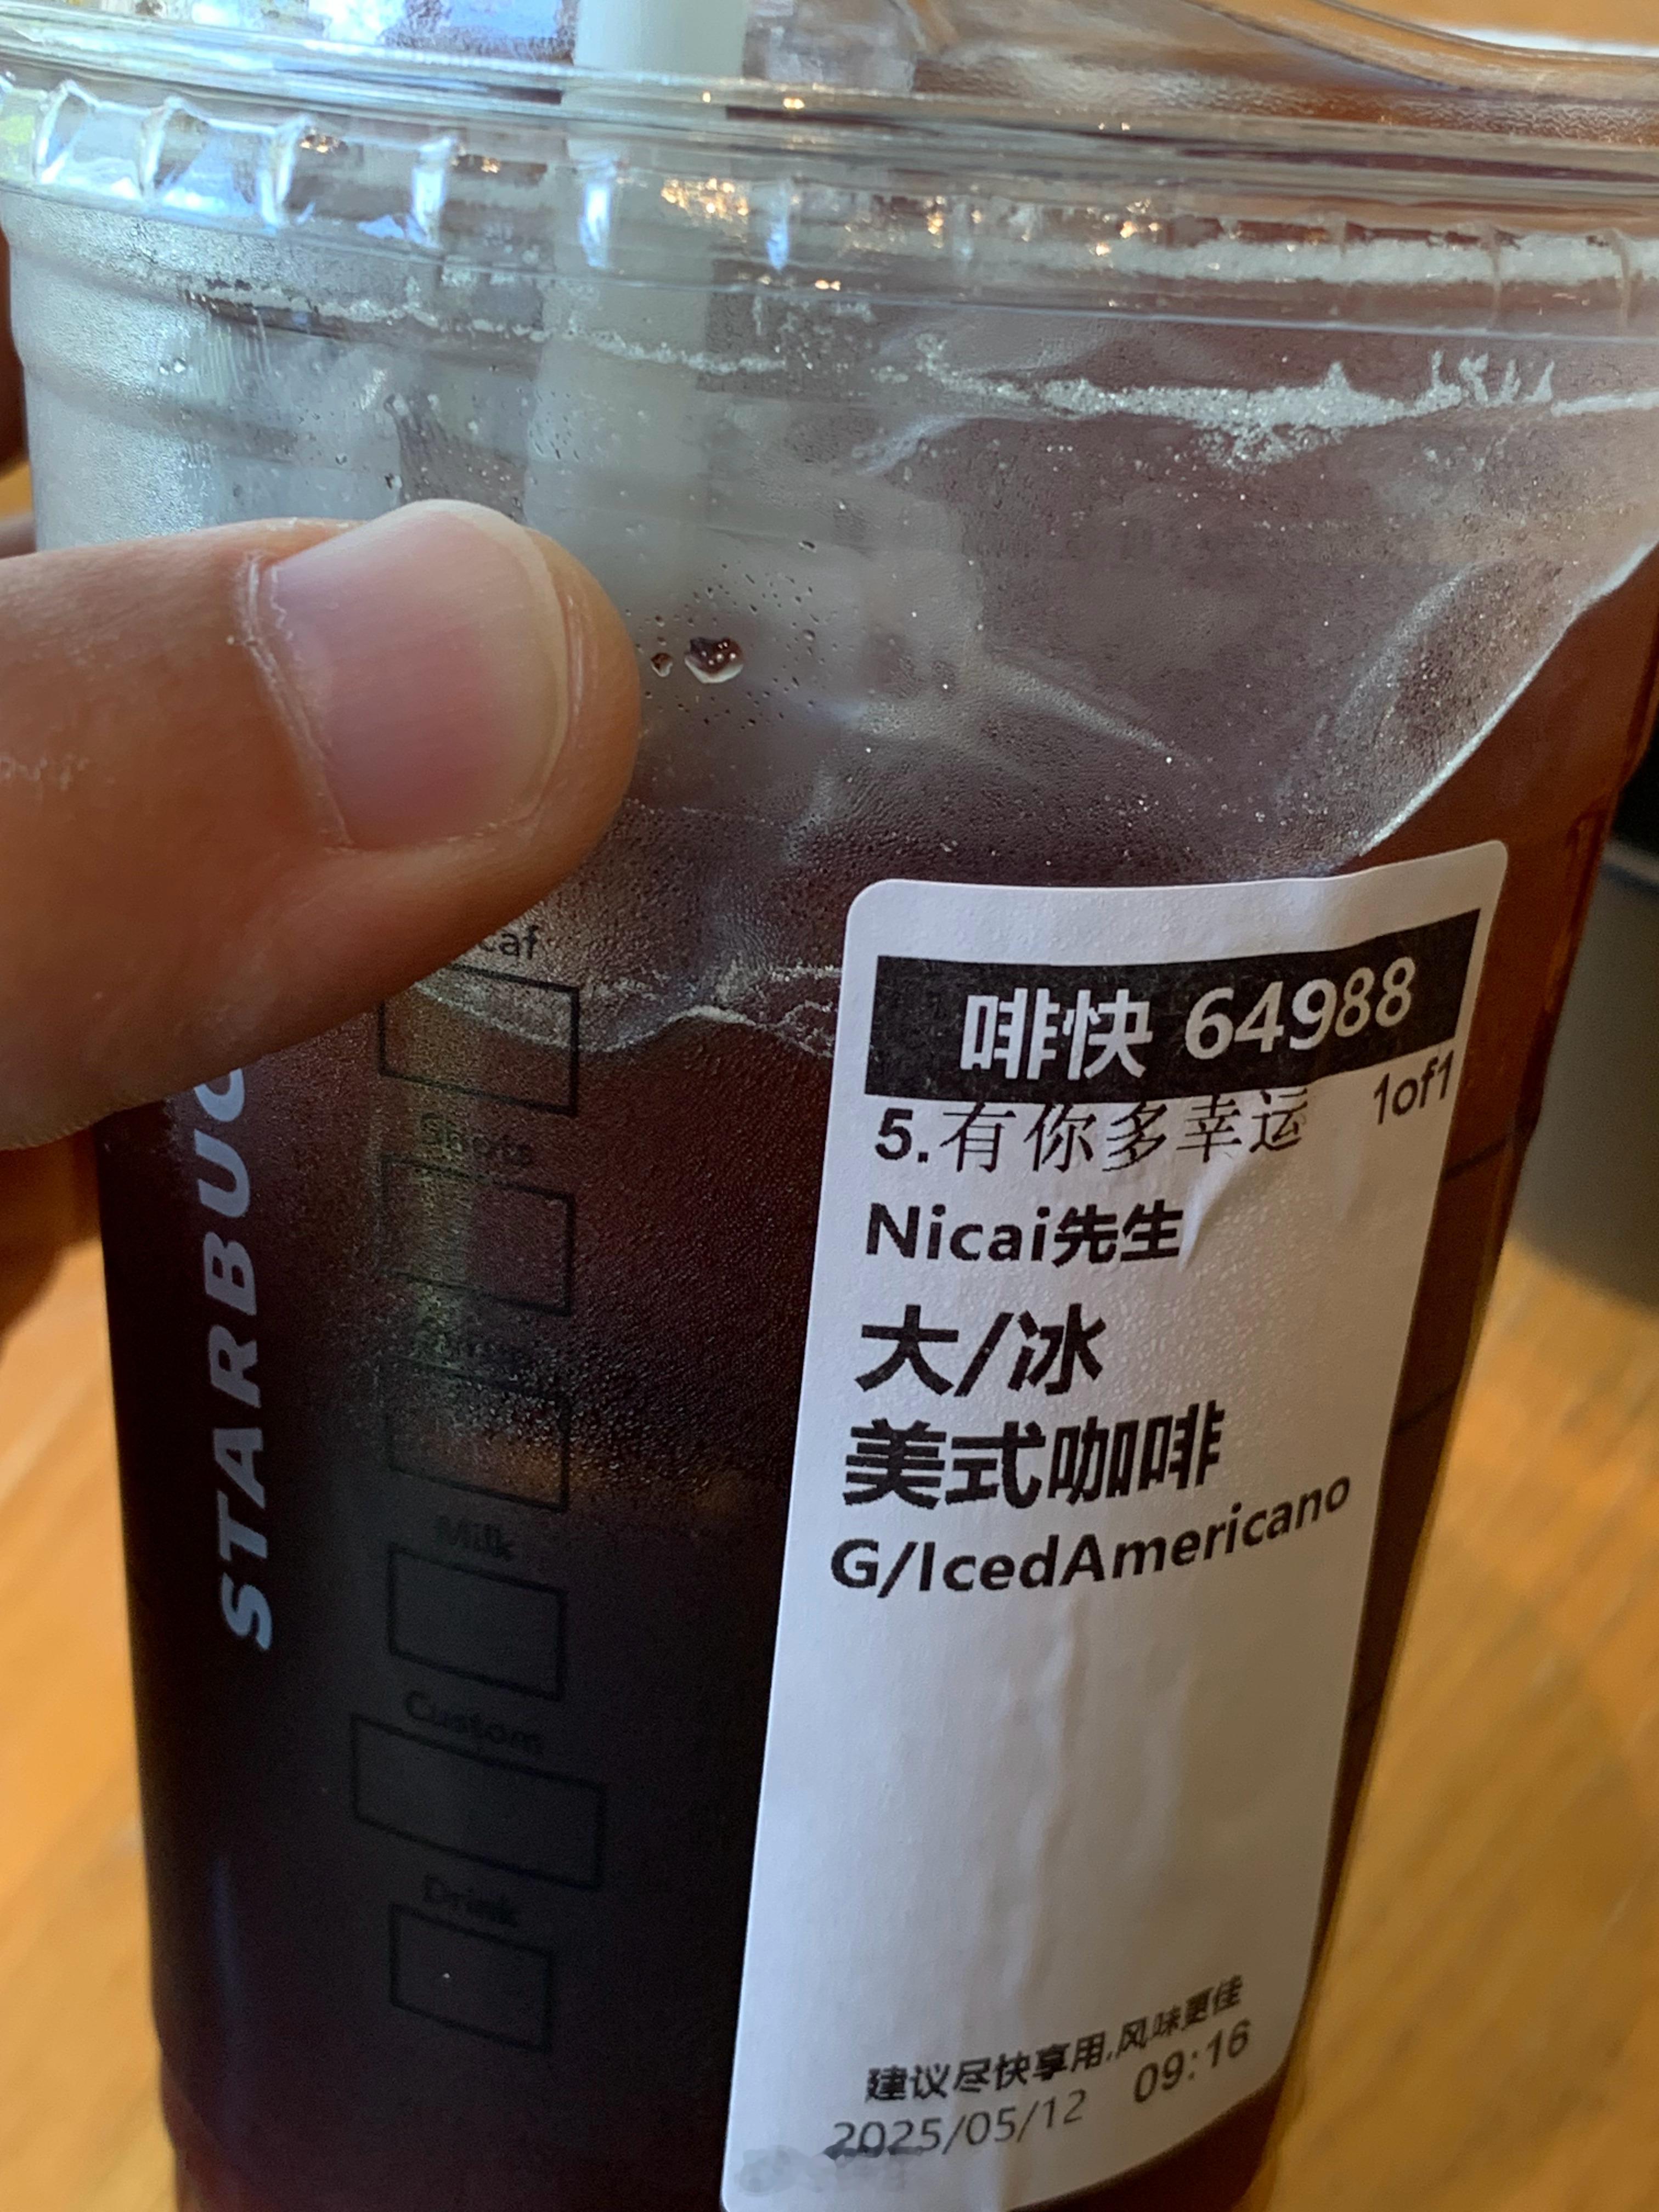 STARBUC
caf
Shots
Milk
Custom
Drink
啡快 64988
1of1
5.有你多幸运
Nicai先生
大/冰
美式咖啡
G/IcedAmericano
建议尽快享用,风味更佳
2025/05/12 09:16